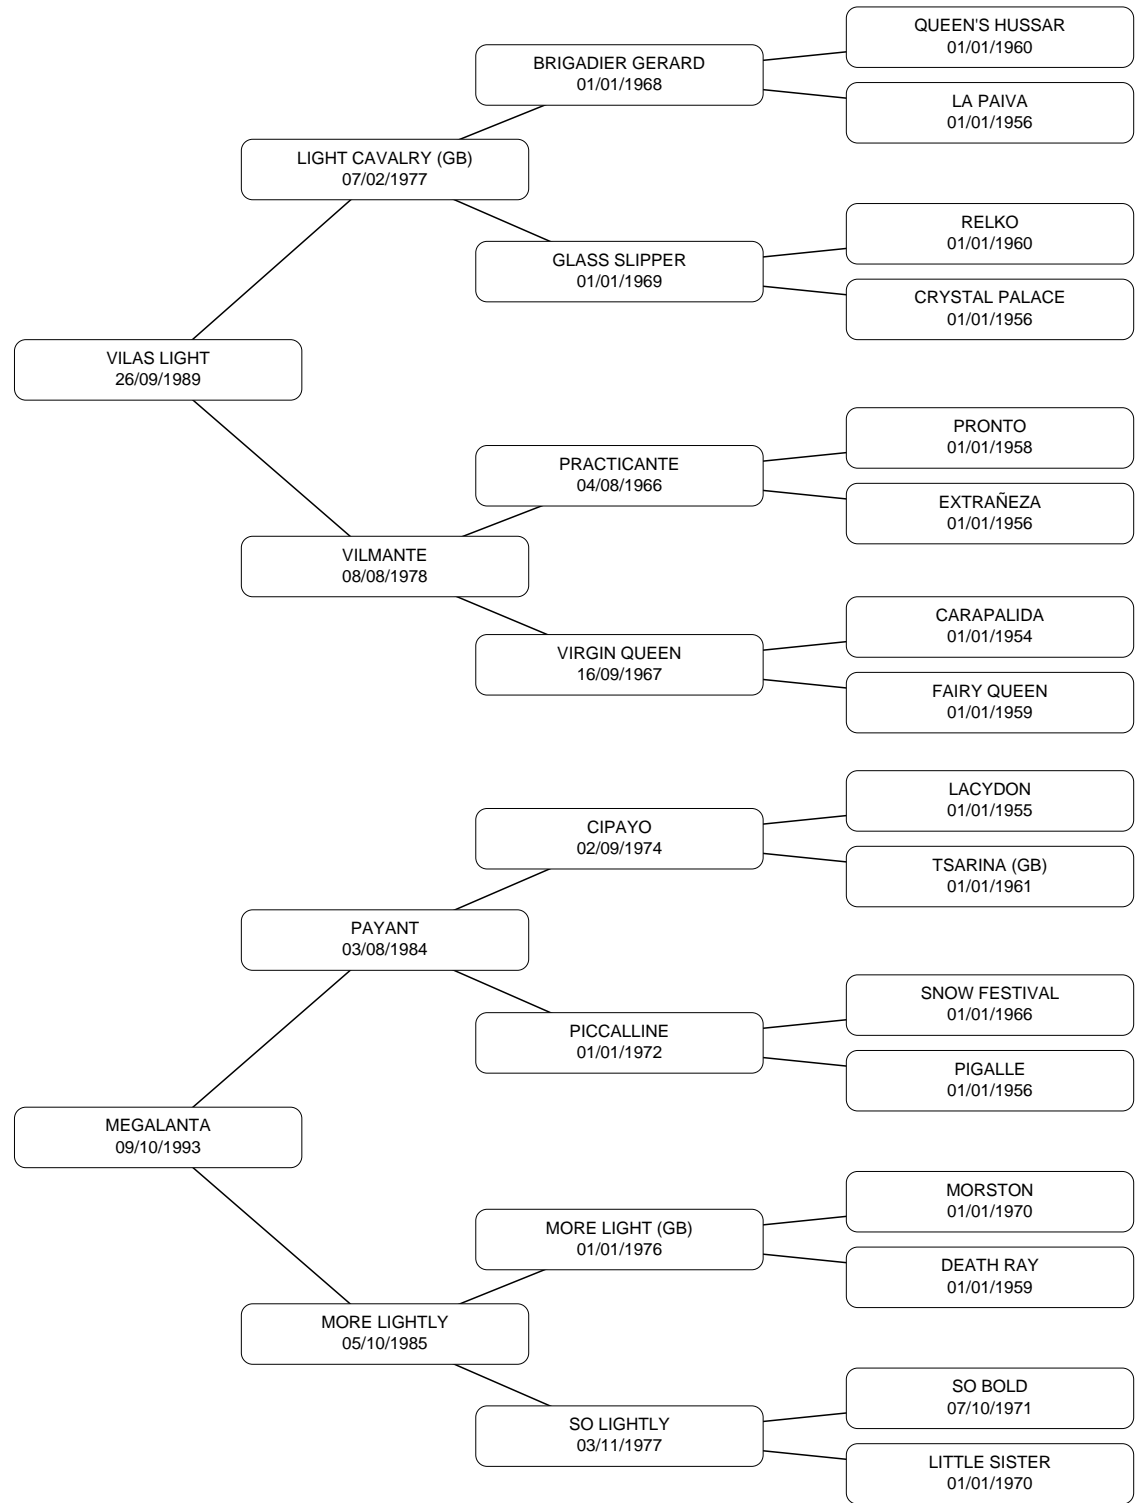 QUEEN'S HUSSAR
01/01/1960
BRIGADIER GERARD
01/01/1968
LA PAIVA
01/01/1956
LIGHT CAVALRY (GB)
07/02/1977
RELKO
01/01/1960
GLASS SLIPPER
01/01/1969
CRYSTAL PALACE
01/01/1956
VILAS LIGHT
26/09/1989
PRONTO
01/01/1958
PRACTICANTE
04/08/1966
EXTRAÑEZA
01/01/1956
VILMANTE
08/08/1978
CARAPALIDA
01/01/1954
VIRGIN QUEEN
16/09/1967
FAIRY QUEEN
01/01/1959
LACYDON
01/01/1955
CIPAYO
02/09/1974
TSARINA (GB)
01/01/1961
PAYANT
03/08/1984
SNOW FESTIVAL
01/01/1966
PICCALLINE
01/01/1972
PIGALLE
01/01/1956
MEGALANTA
09/10/1993
MORSTON
01/01/1970
MORE LIGHT (GB)
01/01/1976
DEATH RAY
01/01/1959
MORE LIGHTLY
05/10/1985
SO BOLD
07/10/1971
SO LIGHTLY
03/11/1977
LITTLE SISTER
01/01/1970